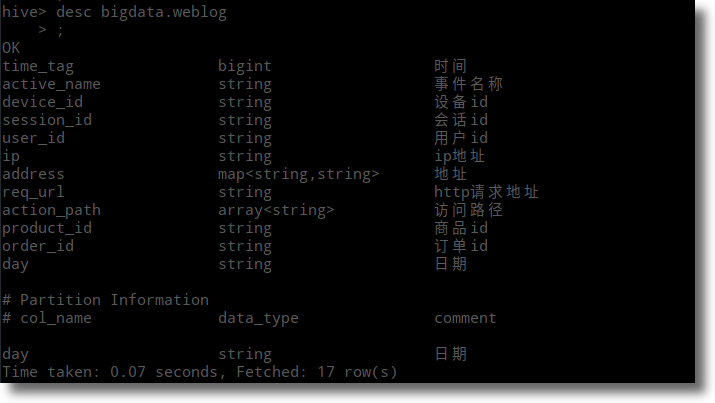 hive> desc bigdata.weblog
    > ;
OK
time_tag                bigint                  时间
active_name             string                  事件名称
device_id               string                  设备id
session_id              string                  会话id
user_id                 string                  用户id
ip                      string                  ip地址
address                 map<string,string>      地址
req_url                 string                  http请求地址
action_path             array<string>           访问路径
product_id              string                  商品id
order_id                string                  订单id
day                     string                  日期
# Partition Information
# col_name              data_type               comment
day                     string                  日期
Time taken: 0.07 seconds, Fetched: 17 row(s)